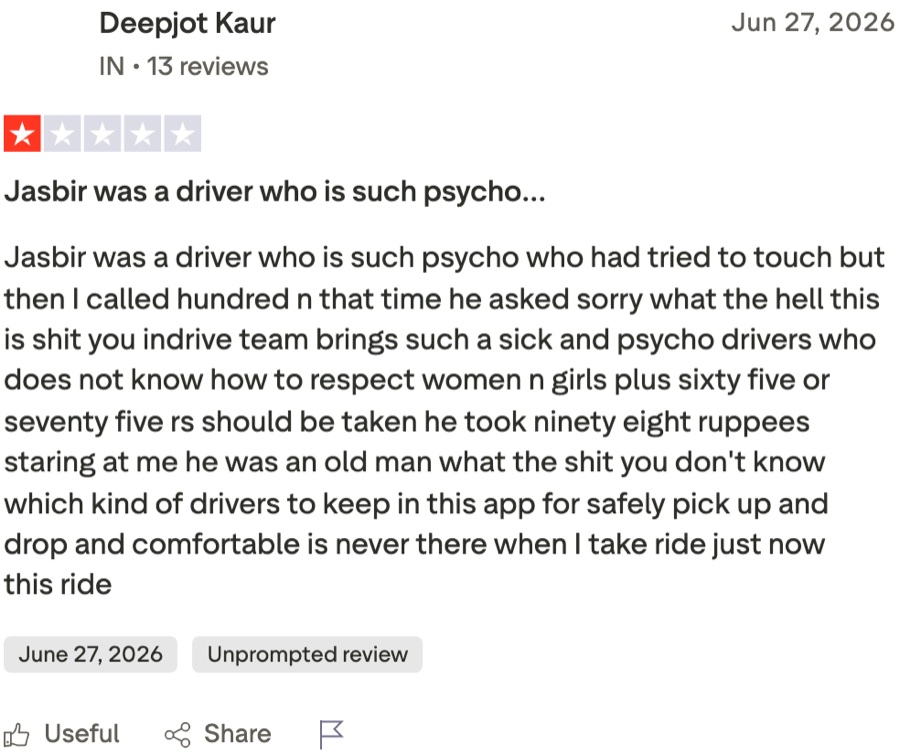 Deepjot Kaur
Jun 27, 2026
IN • 13 reviews
Jasbir was a driver who is such psycho...
Jasbir was a driver who is such psycho who had tried to touch but
then I called hundred n that time he asked sorry what the hell this
is shit you indrive team brings such a sick and psycho drivers who
does not know how to respect women n girls plus sixty five or
seventy five rs should be taken he took ninety eight ruppees
staring at me he was an old man what the shit you don't know
which kind of drivers to keep in this app for safely pick up and
drop and comfortable is never there when I take ride just now
this ride
June 27, 2026
Unprompted review
Useful
Share